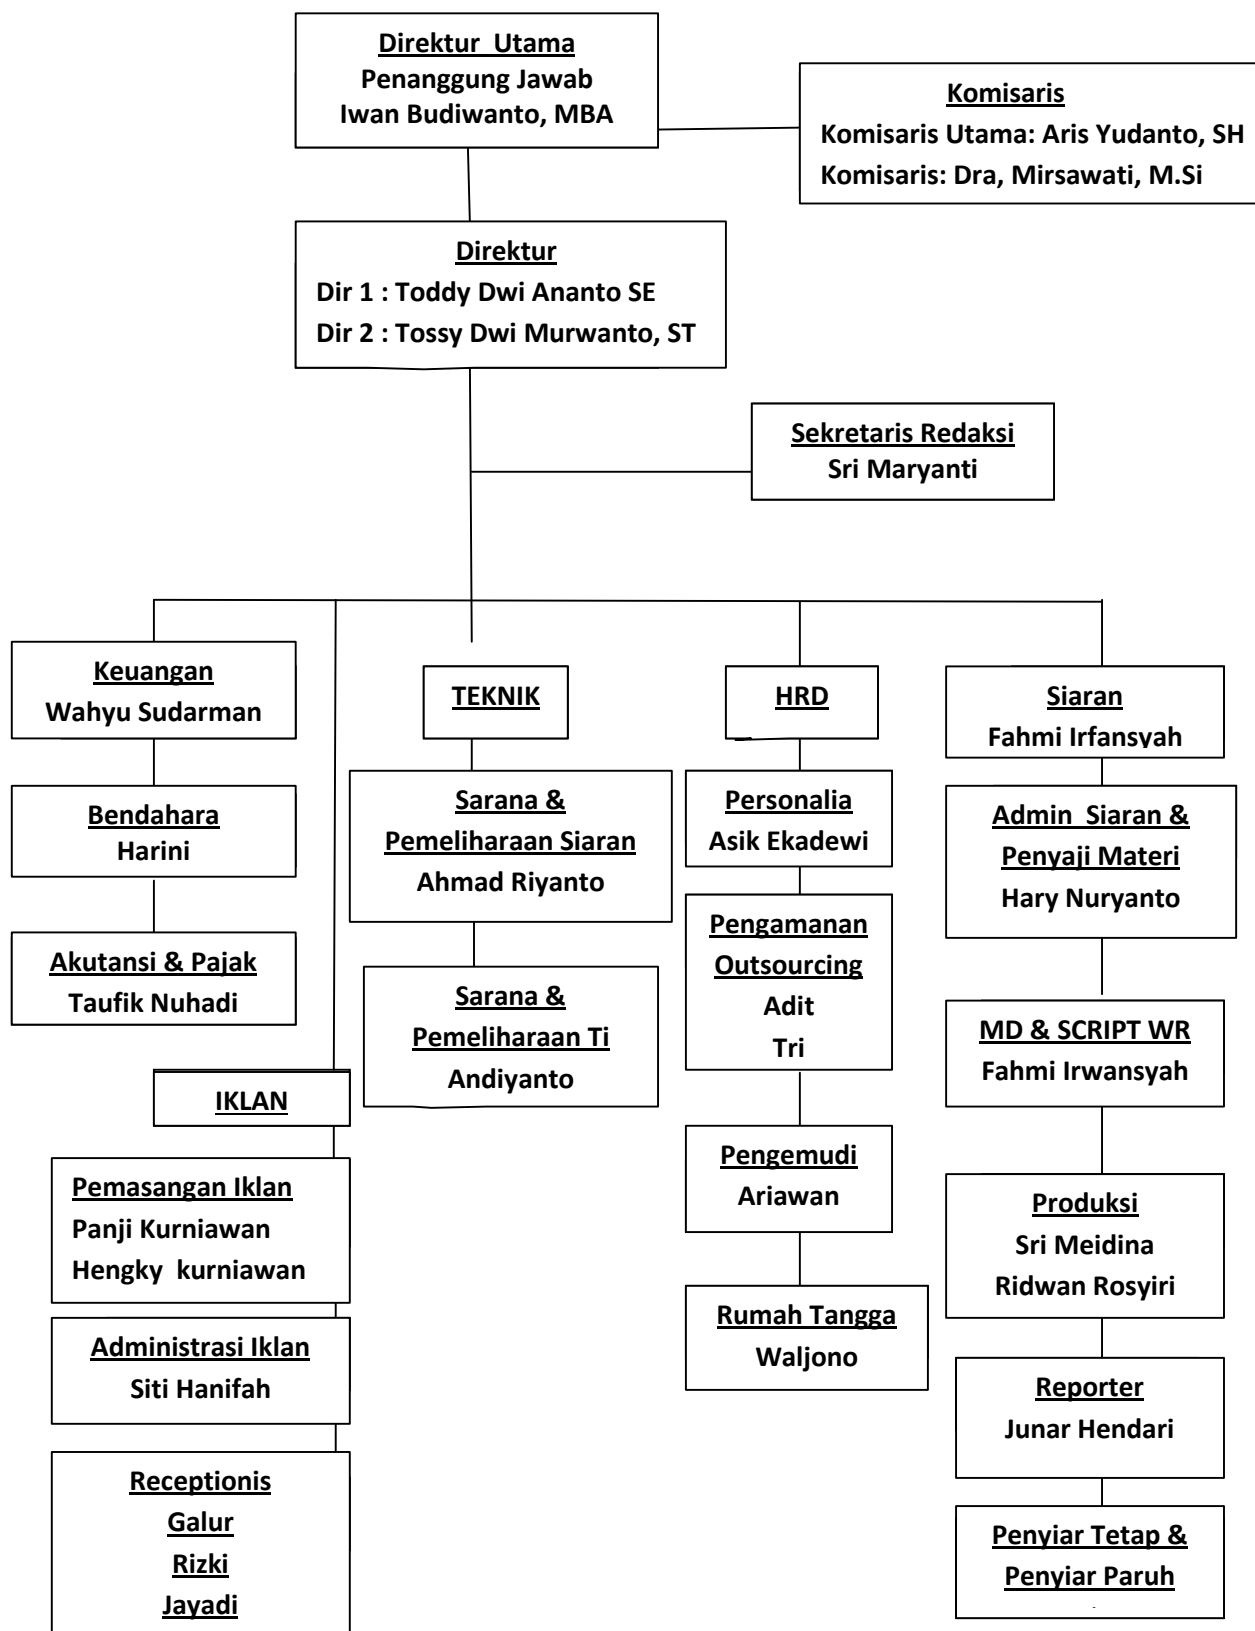 Direktur  Utama
Penanggung Jawab
Iwan Budiwanto, MBA
Komisaris
Komisaris Utama: Aris Yudanto, SH
Komisaris: Dra, Mirsawati, M.Si
Direktur
Dir 1 : Toddy Dwi Ananto SE
Dir 2 : Tossy Dwi Murwanto, ST
Sekretaris Redaksi
Sri Maryanti
Keuangan
Wahyu Sudarman
Bendahara
Harini
Akutansi & Pajak
Taufik Nuhadi
IKLAN
Pemasangan Iklan
Panji Kurniawan
Hengky  kurniawan
Administrasi Iklan
Siti Hanifah
Receptionis
Galur
Rizki
Jayadi
TEKNIK
Sarana &
Pemeliharaan Siaran
Ahmad Riyanto
Sarana &
Pemeliharaan Ti
Andiyanto
HRD
Personalia
Asik Ekadewi
Pengamanan
Outsourcing
Adit
Tri
Pengemudi
Ariawan
Rumah Tangga
Waljono
Siaran
Fahmi Irfansyah
Admin  Siaran &
Penyaji Materi
Hary Nuryanto
MD & SCRIPT WR
Fahmi Irwansyah
Produksi
Sri Meidina
Ridwan Rosyiri
Reporter
Junar Hendari
Penyiar Tetap &
Penyiar Paruh